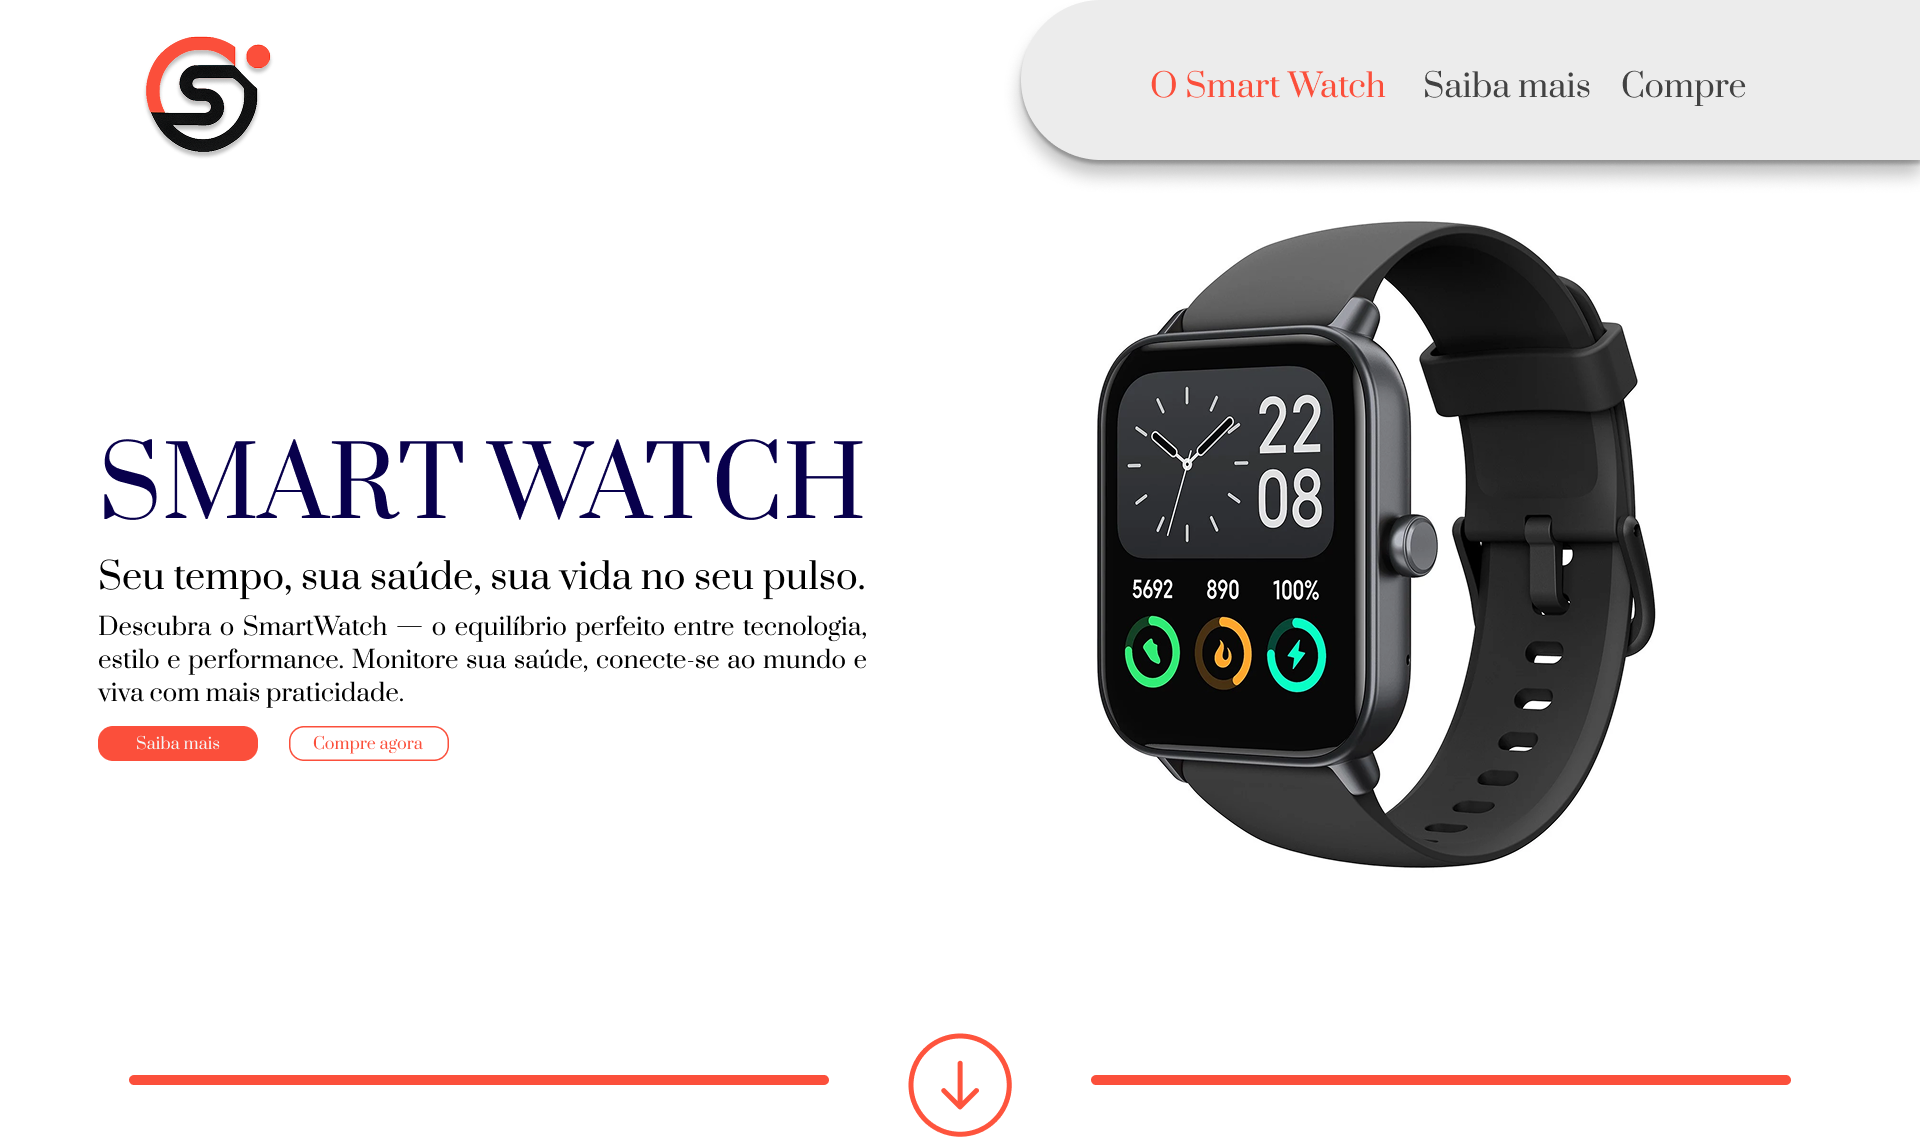 O Smart Watch Saiba mais Compre
SMART WATCH
Seu tempo, sua saúde, sua vida no seu pulso.
Descubra o SmartWatch — o equilíbrio perfeito entre tecnologia,
estilo e performance. Monitore sua saúde, conecte-se ao mundo e
viva com mais praticidade.
Saiba mais Compre agora
22
08
5692 890 100%